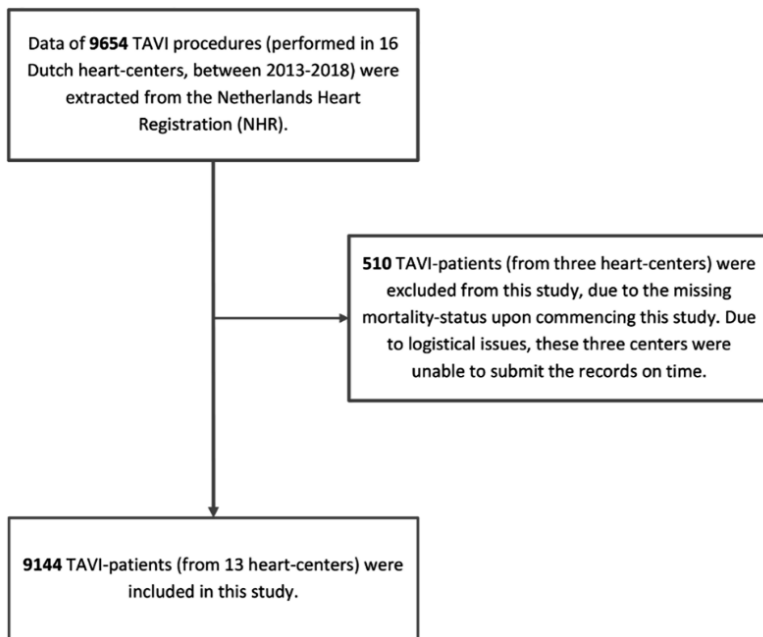 Data of 9654 TAVI procedures (performed in 16
Dutch heart-centers, between 2013-2018) were
extracted from the Netherlands Heart
Registration (NHR).
510 TAVI-patients (from three heart-centers) were
excluded from this study, due to the missing
mortality-status upon commencing this study. Due
to logistical issues, these three centers were
unable to submit the records on time.
9144 TAVI-patients (from 13 heart-centers) were
included in this study.